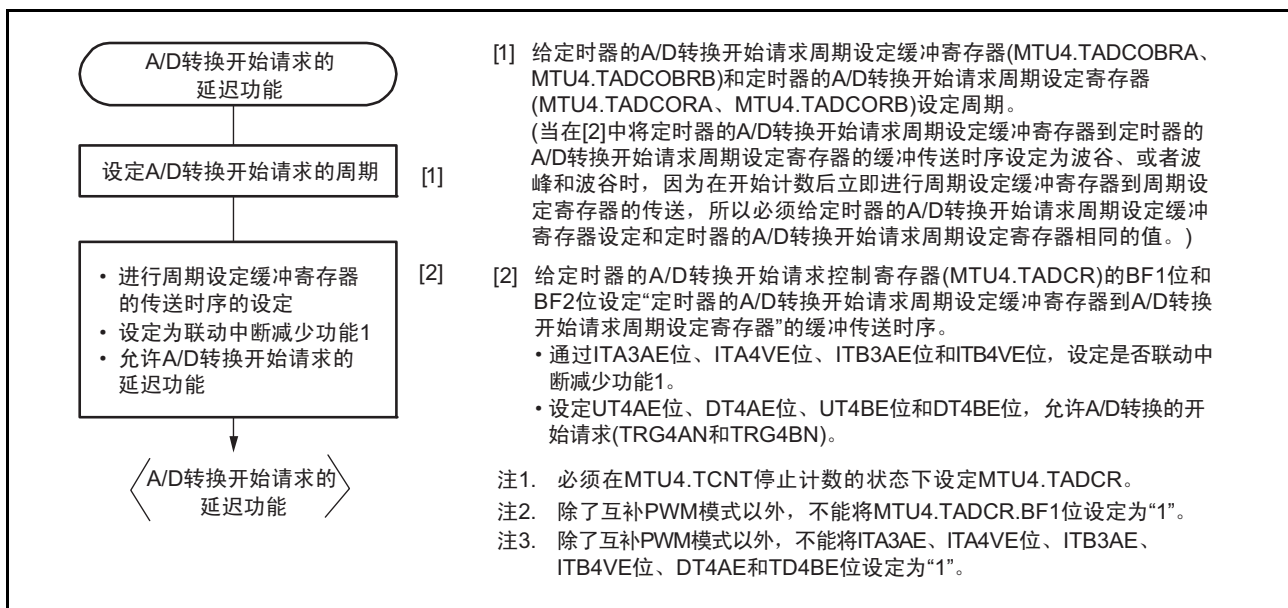 A/D转换开始请求的
延迟功能
设定A/D转换开始请求的周期
[1]
• 进行周期设定缓冲寄存器
的传送时序的设定
• 设定为联动中断减少功能1
• 允许A/D转换开始请求的
延迟功能
[2]
A/D转换开始请求的
延迟功能
[1] 给定时器的A/D转换开始请求周期设定缓冲寄存器(MTU4.TADCOBRA、
MTU4.TADCOBRB)和定时器的A/D转换开始请求周期设定寄存器
(MTU4.TADCORA、MTU4.TADCORB)设定周期。
(当在[2]中将定时器的A/D转换开始请求周期设定缓冲寄存器到定时器的
A/D转换开始请求周期设定寄存器的缓冲传送时序设定为波谷、或者波
峰和波谷时，因为在开始计数后立即进行周期设定缓冲寄存器到周期设
定寄存器的传送，所以必须给定时器的A/D转换开始请求周期设定缓冲
寄存器设定和定时器的A/D转换开始请求周期设定寄存器相同的值。)
[2] 给定时器的A/D转换开始请求控制寄存器(MTU4.TADCR)的BF1位和
BF2位设定“定时器的A/D转换开始请求周期设定缓冲寄存器到A/D转换
开始请求周期设定寄存器”的缓冲传送时序。
• 通过ITA3AE位、ITA4VE位、ITB3AE位和ITB4VE位，设定是否联动中
断减少功能1。
• 设定UT4AE位、DT4AE位、UT4BE位和DT4BE位，允许A/D转换的开
始请求(TRG4AN和TRG4BN)。
注1. 必须在MTU4.TCNT停止计数的状态下设定MTU4.TADCR。
注2. 除了互补PWM模式以外，不能将MTU4.TADCR.BF1位设定为“1”。
注3. 除了互补PWM模式以外，不能将ITA3AE、ITA4VE位、ITB3AE、
ITB4VE位、DT4AE和TD4BE位设定为“1”。